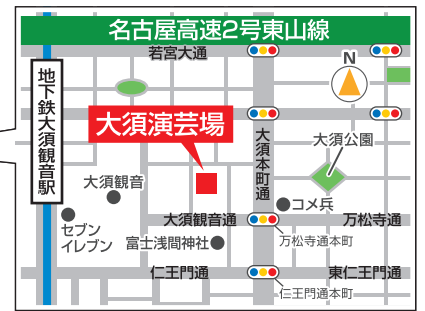 名古屋高速2号東山線
若宮大通
N
地下鉄大須観音駅
大須演芸場
大須本町通
大須公園
大須観音
コメ兵
セブン
イレブン
大須観音通
万松寺通
富士浅間神社
万松寺通本町
仁王門通
東仁王門通
仁王門通本町